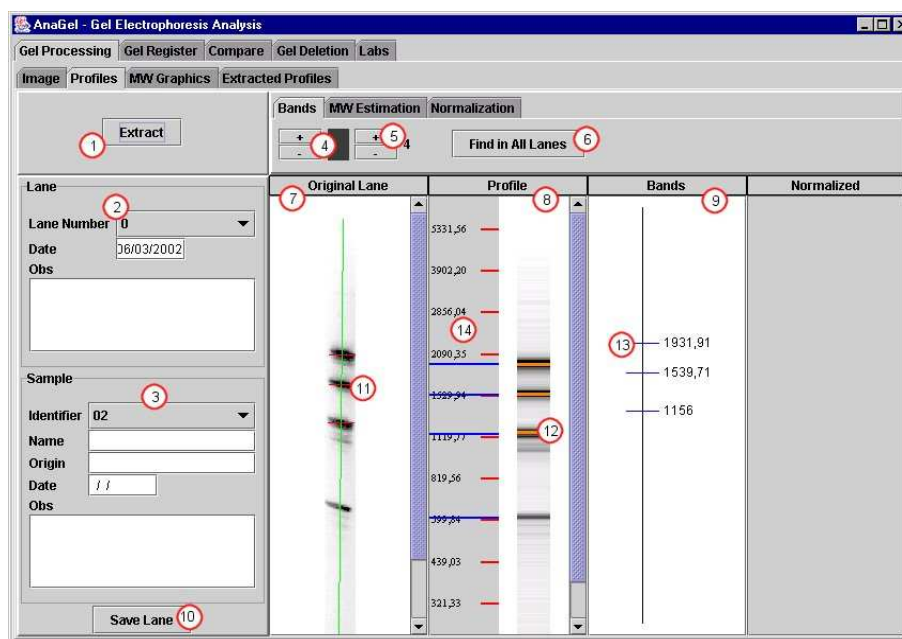 AnaGel - Gel Electrophoresis Analysis
Gel Processing Gel Register Compare Gel Deletion Labs
Image Profiles MW Graphics Extracted Profiles
Extract
1
Bands MW Estimation Normalization
+ 4 + 5 4
- -
Find in All Lanes 6
Lane
2
Lane Number 0
Date 06/03/2002
Obs
Sample
3
Identifier 02
Name
Origin
Date / /
Obs
Save Lane 10
Original Lane Profile Bands Normalized
7 8 9
11
5331,56
3902,20
2856,04
14
2090,35
1529,94
12
1119,77
819,56
599,84
439,03
321,33
13 1931,91
1539,71
1156